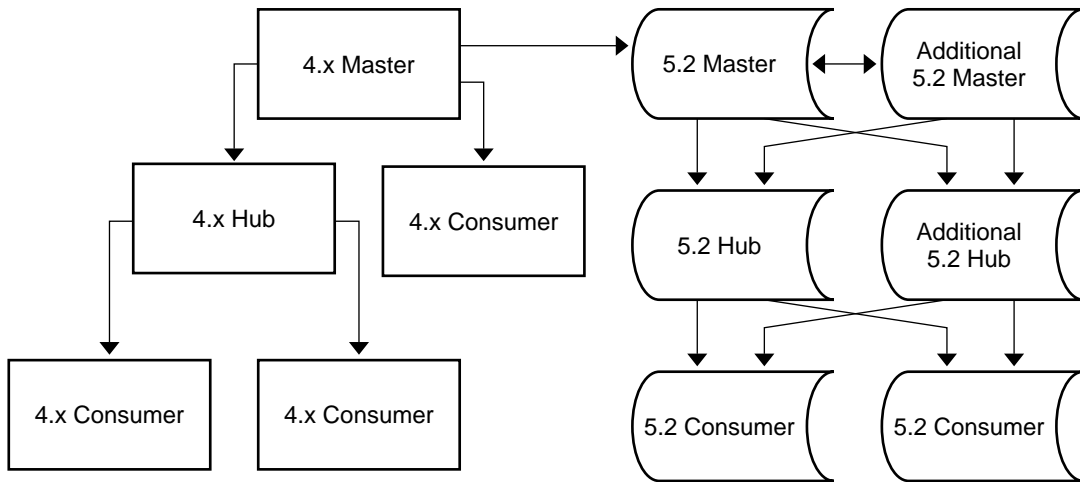 4.x Master
5.2 Master
Additional
5.2 Master
4.x Hub
4.x Consumer
5.2 Hub
Additional
5.2 Hub
4.x Consumer
4.x Consumer
5.2 Consumer
5.2 Consumer